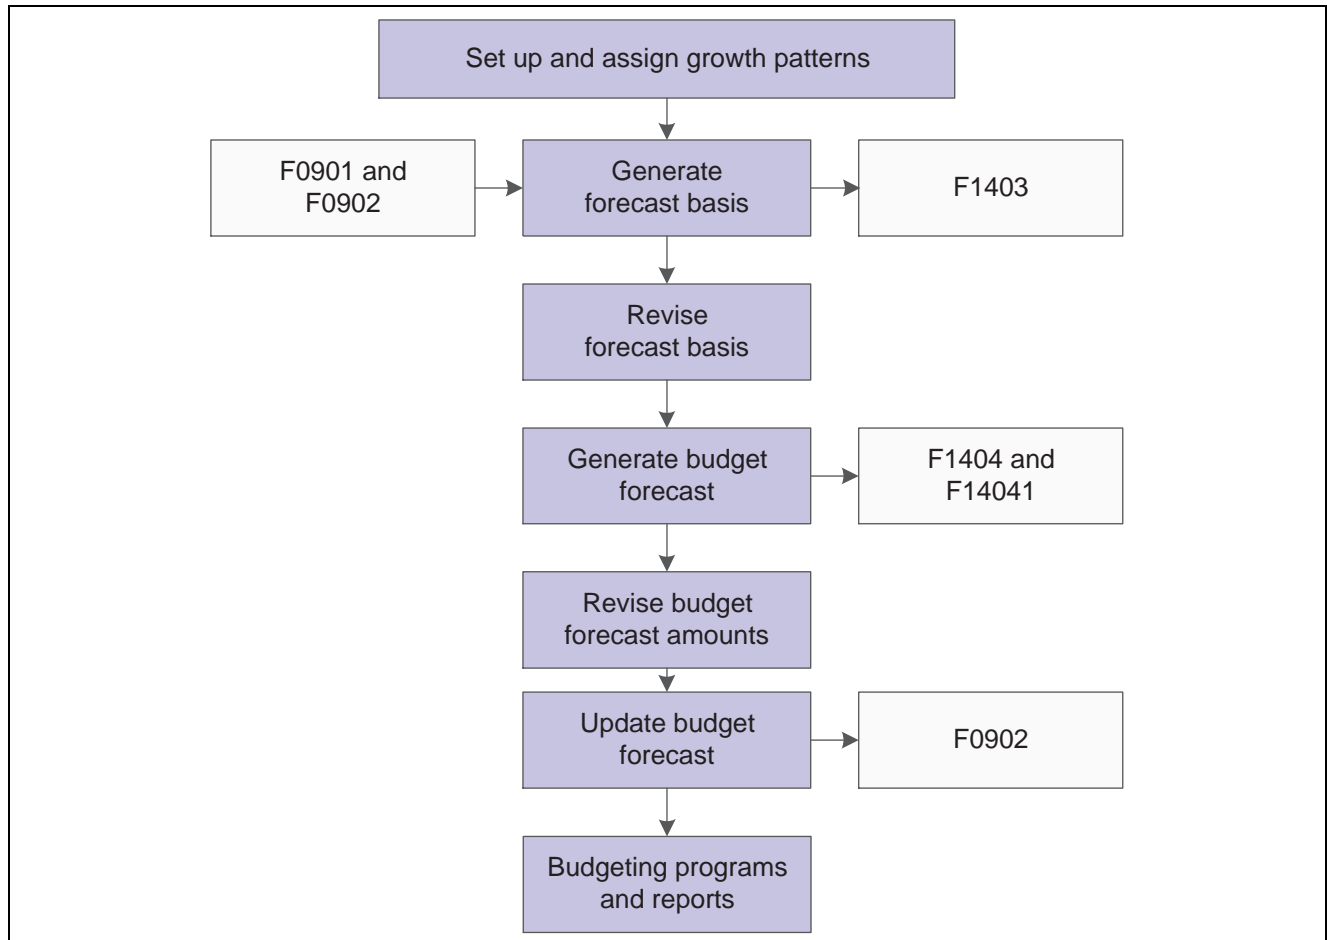 Set up and assign growth patterns
F0901 and
F0902
Generate
forecast basis
F1403
Revise
forecast basis
Generate budget
forecast
F1404 and
F14041
Revise budget
forecast amounts
Update budget
forecast
F0902
Budgeting programs
and reports